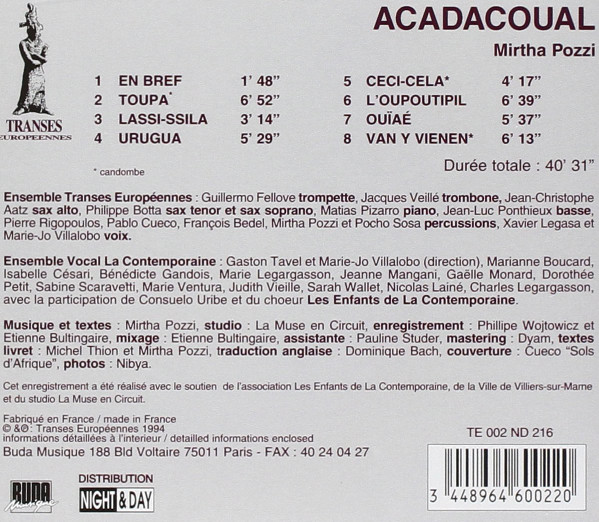 ACADACOUAL
Mirtha Pozzi
1 EN BREF 1' 48"
2 TOUPA* 6' 52"
3 LASSI-SSILA 3' 14"
4 URUGUA 5' 29"
5 CECI-CELA* 4' 17"
6 L'OUPOUTIPIL 6' 39"
7 OUÏAÉ 5' 37"
8 VAN Y VIENEN* 6' 13"
TRANSES
EUROPEENNES
* candombe
Durée totale : 40' 31"
Ensemble Transes Européennes : Guillermo Fellove trompette, Jacques Veillé trombone, Jean-Christophe
Aatz sax alto, Philippe Botta sax tenor et sax soprano, Matias Pizarro piano, Jean-Luc Ponthieux basse,
Pierre Rigopoulos, Pablo Cueco, François Bedel, Mirtha Pozzi et Pocho Sosa percussions, Xavier Legasa et
Marie-Jo Villalobo voix.
Ensemble Vocal La Contemporaine : Gaston Tavel et Marie-Jo Villalobo (direction), Marianne Boucard,
Isabelle Césari, Bénédicte Gandois, Marie Legargasson, Jeanne Mangani, Gaëlle Monard, Dorothée
Petit, Sabine Scaravetti, Marie Ventura, Judith Vieille, Sarah Wallet, Nicolas Lainé, Charles Legargasson,
avec la participation de Consuelo Uribe et du choeur Les Enfants de La Contemporaine.
Musique et textes : Mirtha Pozzi, studio : La Muse en Circuit, enregistrement : Phillipe Wojtowicz et
Etienne Bultingaire, mixage : Etienne Bultingaire, assistante : Pauline Studer, mastering : Dyam, textes
livret : Michel Thion et Mirtha Pozzi, traduction anglaise : Dominique Bach, couverture : Cueco "Sols
d'Afrique", photos : Nibya.
Cet enregistrement a été réalisé avec le soutien de l'association Les Enfants de La Contemporaine, de la Ville de Villiers-sur-Marne
et du studio La Muse en Circuit.
Fabriqué en France / made in France
© &℗: Transes Européennes 1994
informations détaillées à l'interieur / detailled informations enclosed
Buda Musique 188 Bld Voltaire 75011 Paris - FAX : 40 24 04 27
TE 002 ND 216
BUDA
Musique
DISTRIBUTION
NIGHT & DAY
3 448964 600220